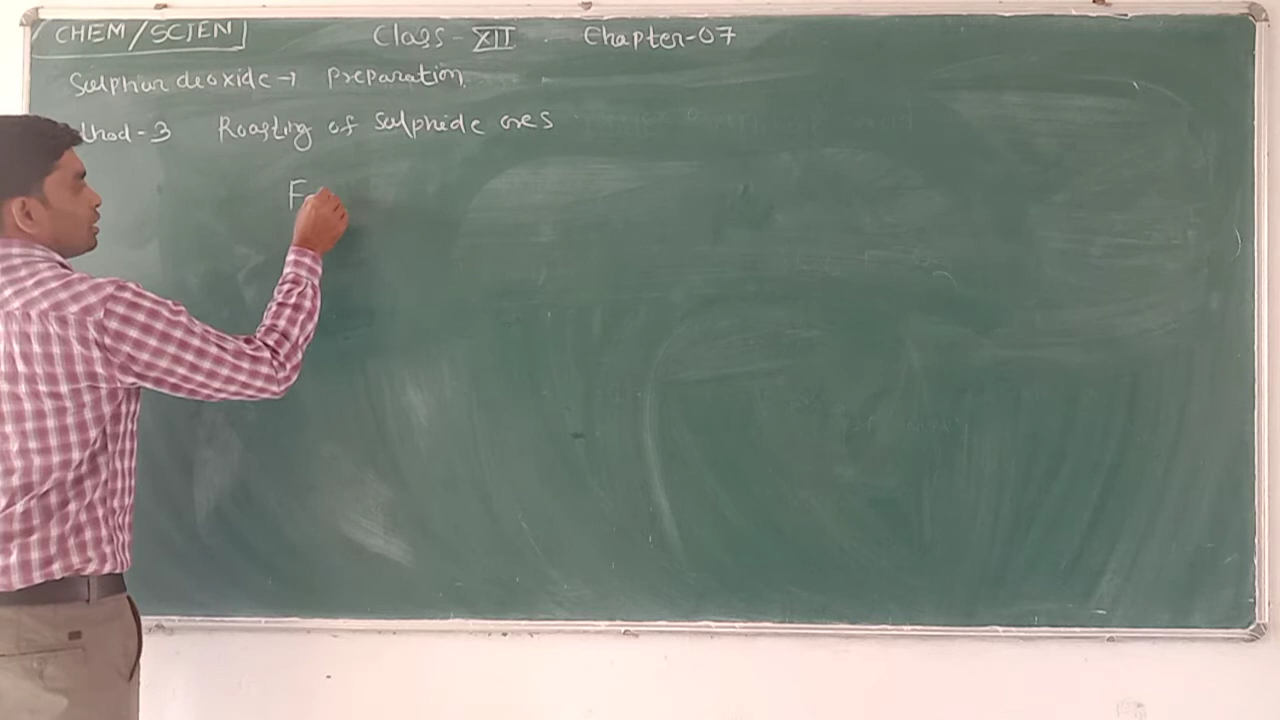 CHEM/SCIEN Class-XII Chapter-07
Sulphur deoxide → preparation
thod-3 Roasting of Sulphide ores
F